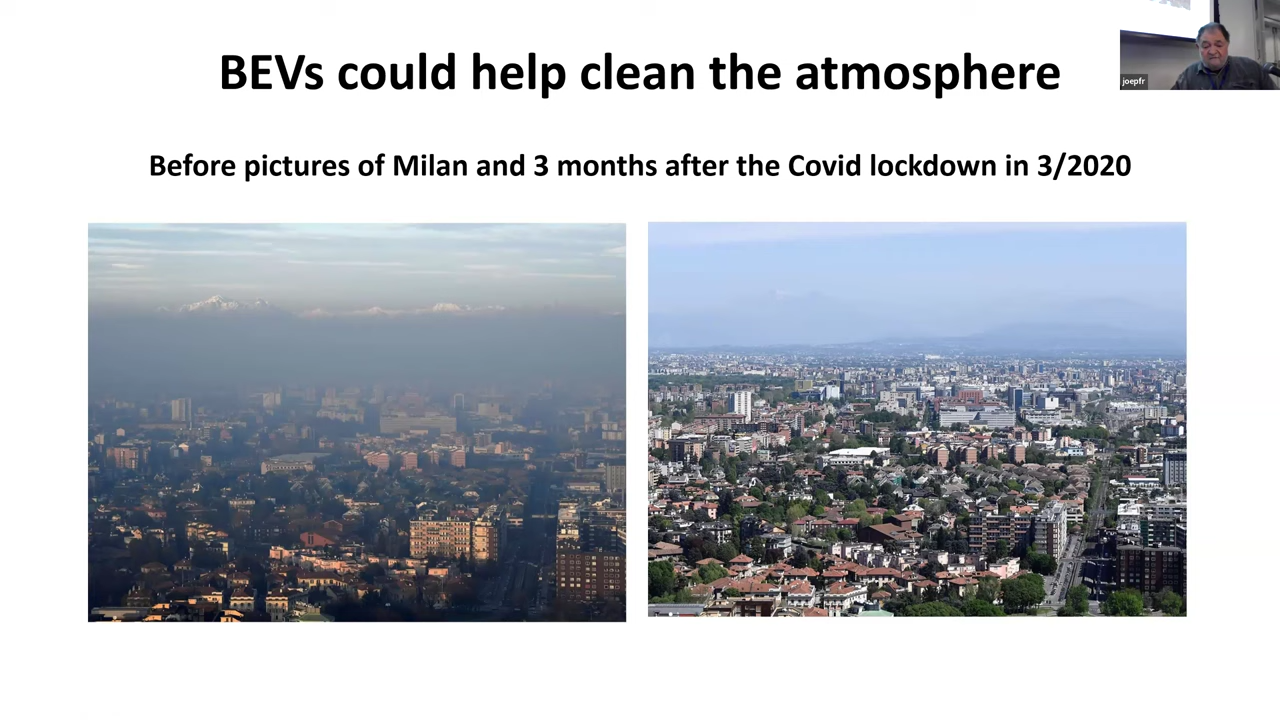 BEVs could help clean the atmosphere
joepfr
Before pictures of Milan and 3 months after the Covid lockdown in 3/2020